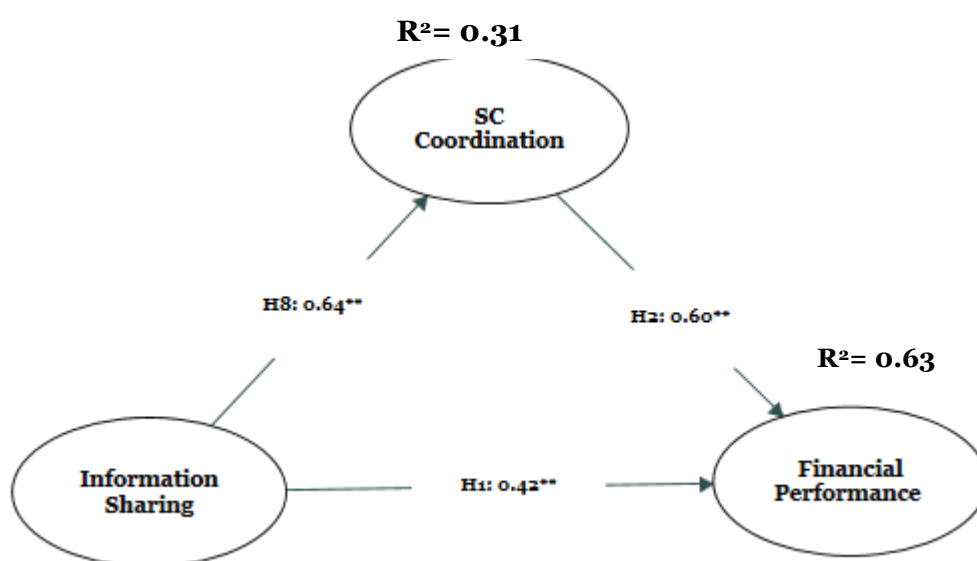 R²= 0.31
SC
Coordination
H8: 0.64**
H2: 0.60**
R²= 0.63
Information
Sharing
H1: 0.42**
Financial
Performance